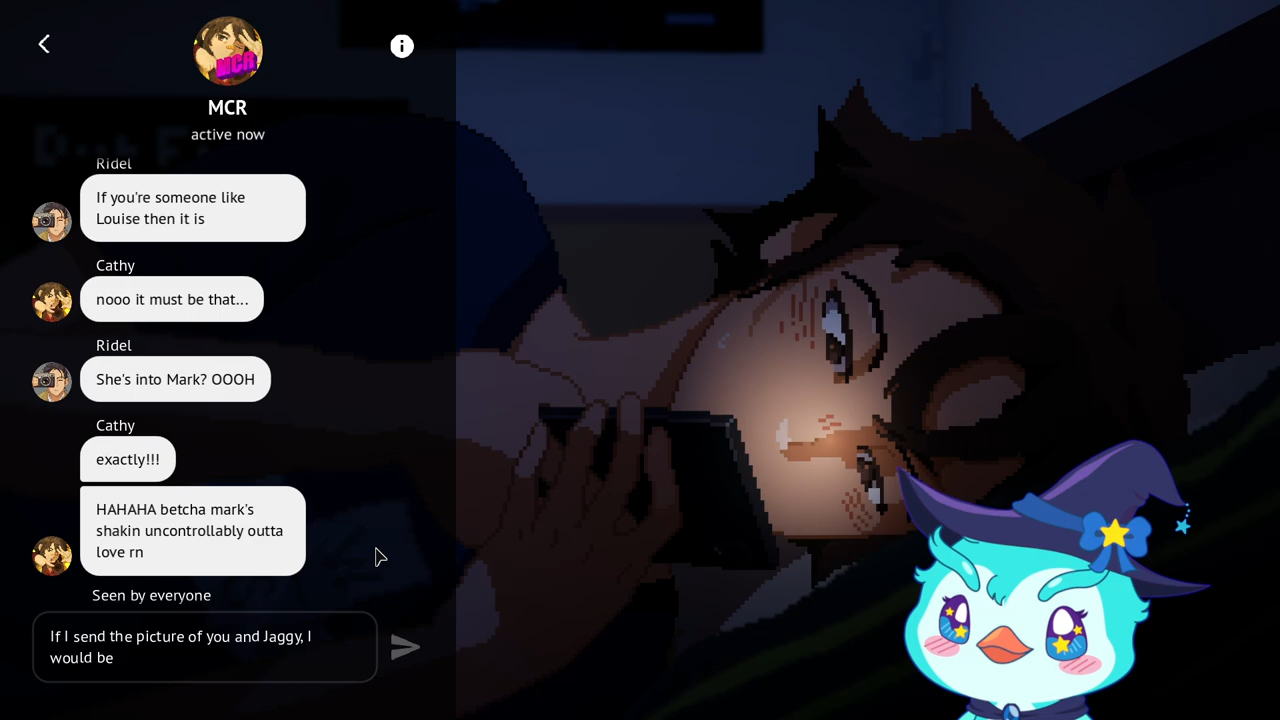 MCR
MCR
active now
Ridel
If you're someone like
Louise then it is
Cathy
nooo it must be that...
Ridel
She's into Mark? OOOH
Cathy
exactly!!!
HAHAHA betcha mark's
shakin uncontrollably outta
love rn
Seen by everyone
If I send the picture of you and Jaggy, I
would be